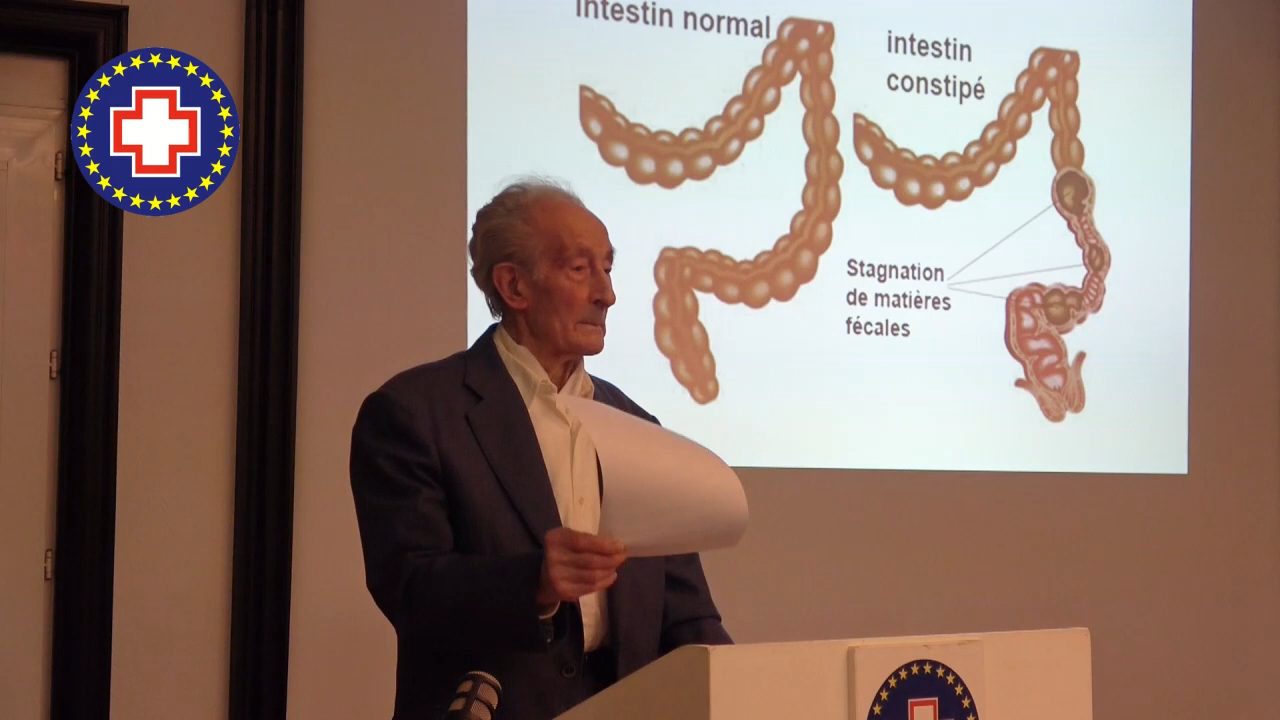 intestin normal
intestin
constipé
Stagnation
de matières
fécales